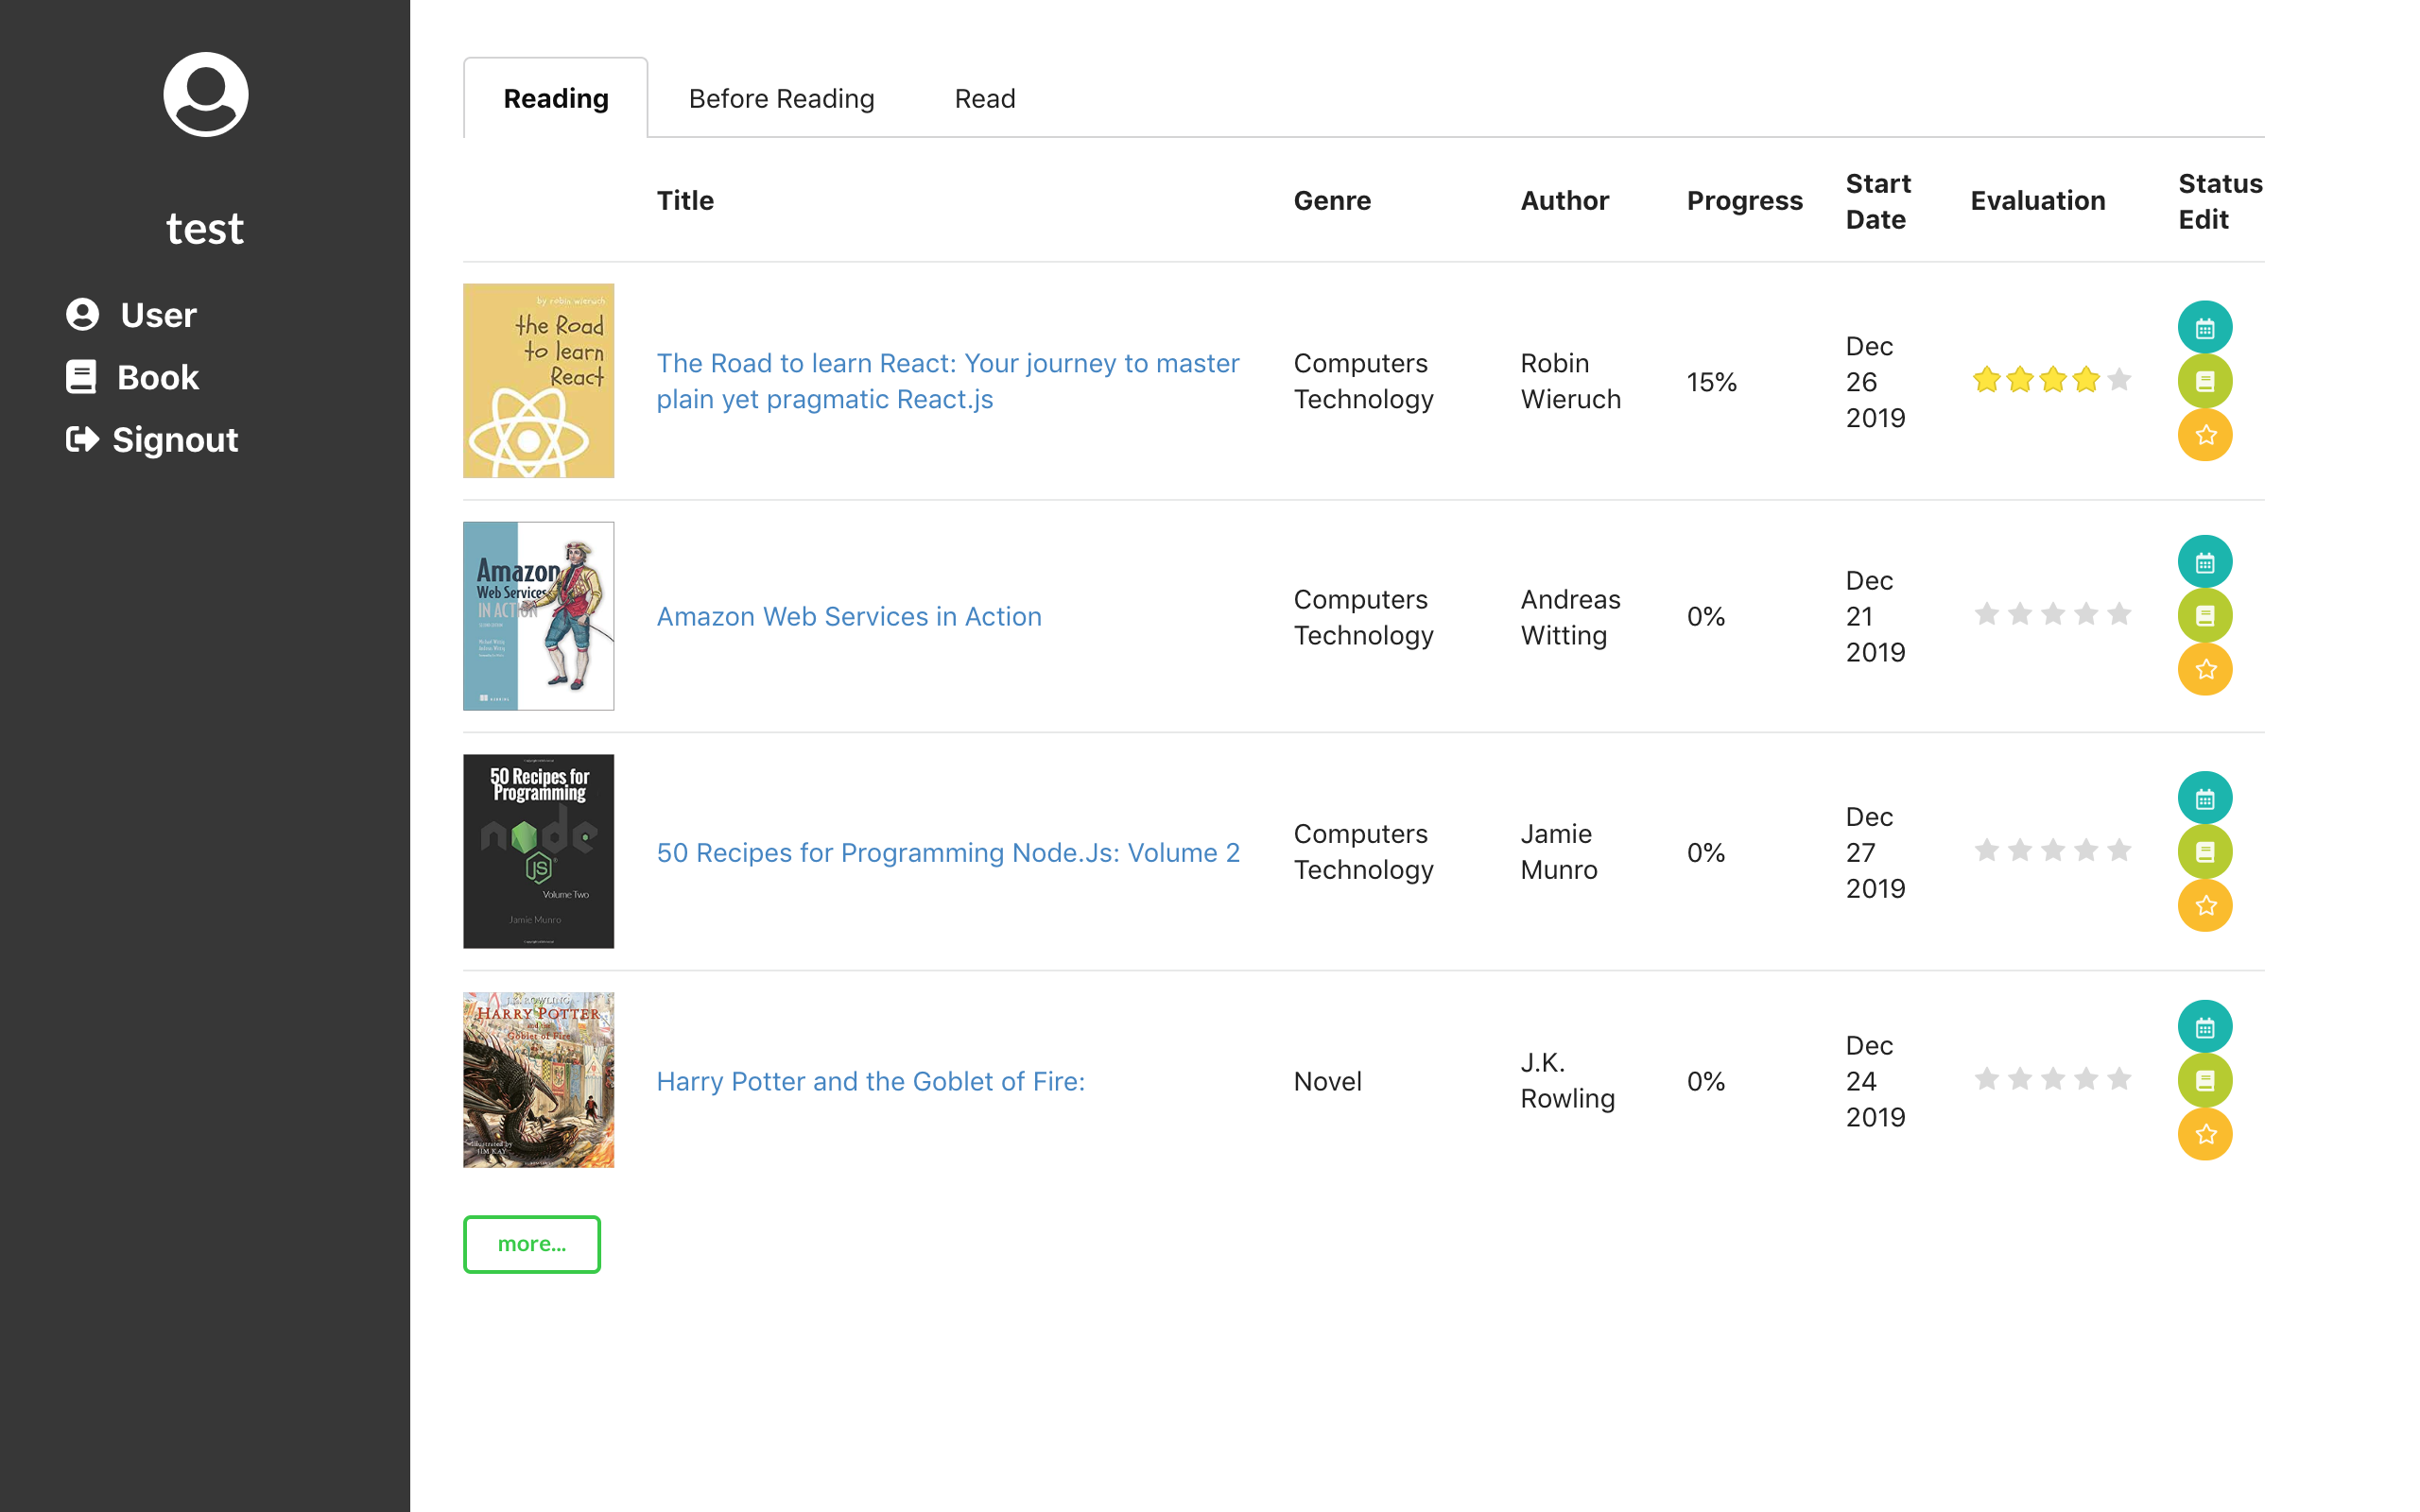 test
User
Book
Signout
Reading Before Reading Read
Title Genre Author Progress Start Date Evaluation Status Edit
by robin wieruch
the Road
to learn
React
The Road to learn React: Your journey to master
plain yet pragmatic React.js
Computers
Technology
Robin
Wieruch
15%
Dec
26
2019
Amazon
Web Services
IN ACTION
Amazon Web Services in Action
Computers
Technology
Andreas
Witting
0%
Dec
21
2019
50 Recipes for
Programming
node
JS
Volume Two
Jamie Munro
50 Recipes for Programming Node.Js: Volume 2
Computers
Technology
Jamie
Munro
0%
Dec
27
2019
J.K. ROWLING
HARRY POTTER
and the
Goblet of Fire
Illustrated by
JIM KAY
Harry Potter and the Goblet of Fire:
Novel
J.K.
Rowling
0%
Dec
24
2019
more...